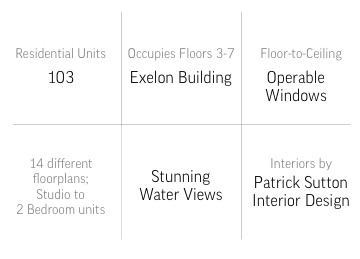 Residential Units
103
Occupies Floors 3-7
Exelon Building
Floor-to-Ceiling
Operable
Windows
14 different
floorplans;
Studio to
2 Bedroom units
Stunning
Water Views
Interiors by
Patrick Sutton
Interior Design